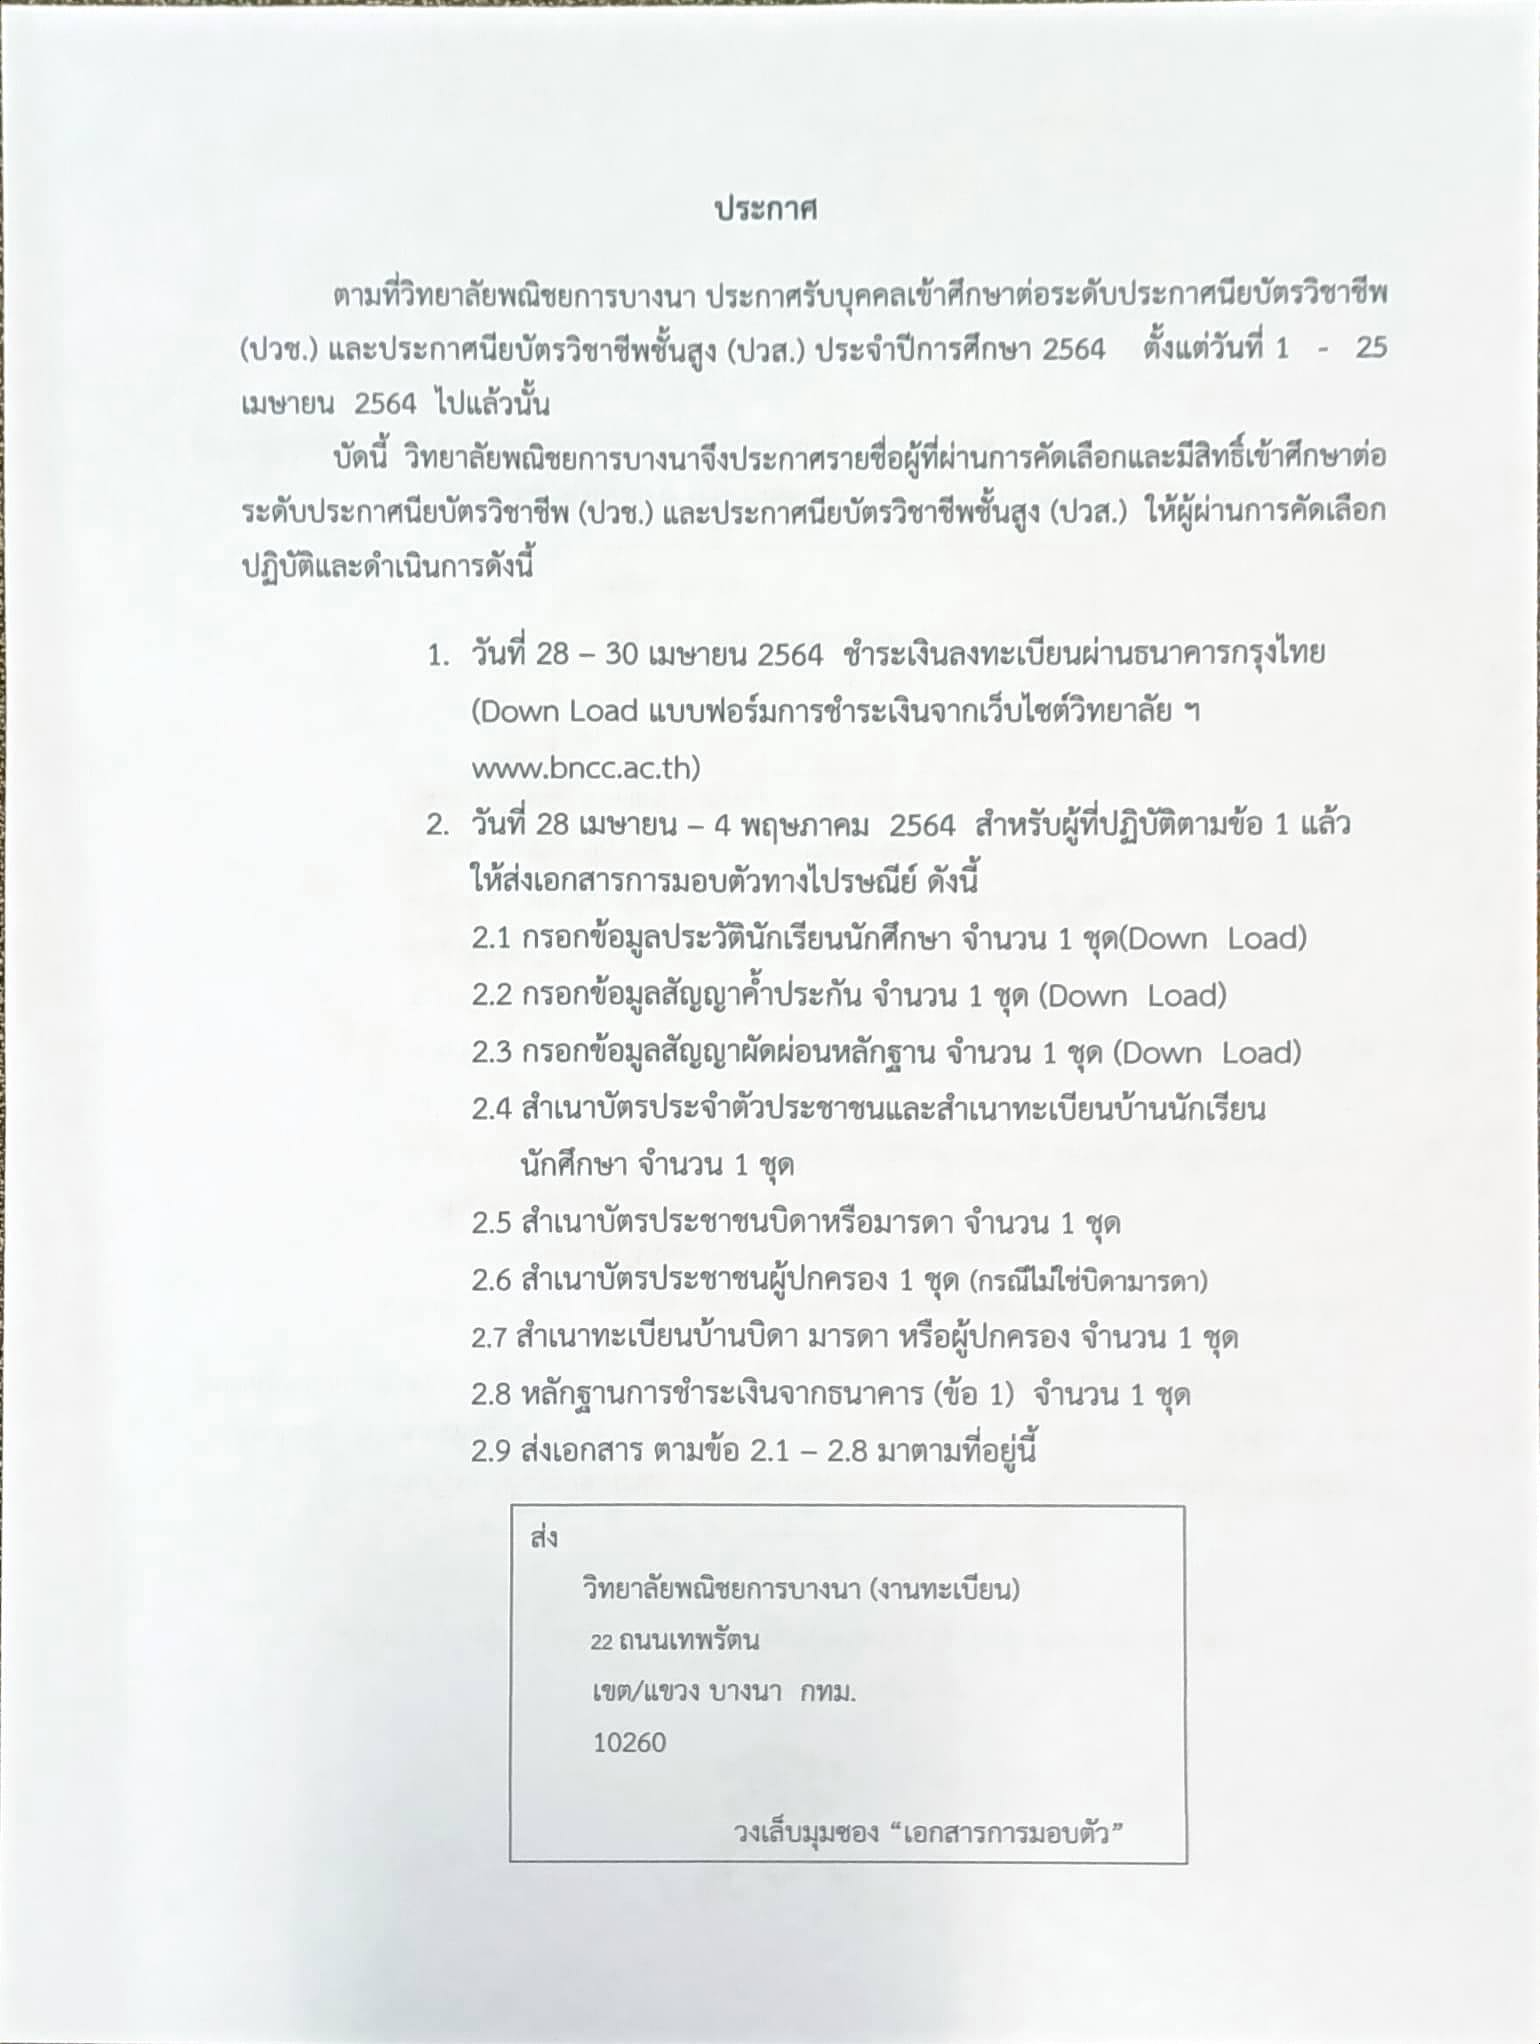 ประกาศ
ตามที่วิทยาลัยพณิชยการบางนา ประกาศรับบุคคลเข้าศึกษาต่อระดับประกาศนียบัตรวิชาชีพ
(ปวช.) และประกาศนียบัตรวิชาชีพชั้นสูง (ปวส.) ประจำปีการศึกษา 2564 ตั้งแต่วันที่ 1 - 25
เมษายน 2564 ไปแล้วนั้น
บัดนี้ วิทยาลัยพณิชยการบางนาจึงประกาศรายชื่อผู้ที่ผ่านการคัดเลือกและมีสิทธิ์เข้าศึกษาต่อ
ระดับประกาศนียบัตรวิชาชีพ (ปวช.) และประกาศนียบัตรวิชาชีพชั้นสูง (ปวส.) ให้ผู้ผ่านการคัดเลือก
ปฏิบัติและดำเนินการดังนี้
1. วันที่ 28 – 30 เมษายน 2564 ชำระเงินลงทะเบียนผ่านธนาคารกรุงไทย
(Down Load แบบฟอร์มการชำระเงินจากเว็บไซต์วิทยาลัย ฯ
www.bncc.ac.th)
2. วันที่ 28 เมษายน – 4 พฤษภาคม 2564 สำหรับผู้ที่ปฏิบัติตามข้อ 1 แล้ว
ให้ส่งเอกสารการมอบตัวทางไปรษณีย์ ดังนี้
2.1 กรอกข้อมูลประวัตินักเรียนนักศึกษา จำนวน 1 ชุด(Down Load)
2.2 กรอกข้อมูลสัญญาค้ำประกัน จำนวน 1 ชุด (Down Load)
2.3 กรอกข้อมูลสัญญาผัดผ่อนหลักฐาน จำนวน 1 ชุด (Down Load)
2.4 สำเนาบัตรประจำตัวประชาชนและสำเนาทะเบียนบ้านนักเรียน
นักศึกษา จำนวน 1 ชุด
2.5 สำเนาบัตรประชาชนบิดาหรือมารดา จำนวน 1 ชุด
2.6 สำเนาบัตรประชาชนผู้ปกครอง 1 ชุด (กรณีไม่ใช่บิดามารดา)
2.7 สำเนาทะเบียนบ้านบิดา มารดา หรือผู้ปกครอง จำนวน 1 ชุด
2.8 หลักฐานการชำระเงินจากธนาคาร (ข้อ 1) จำนวน 1 ชุด
2.9 ส่งเอกสาร ตามข้อ 2.1 – 2.8 มาตามที่อยู่นี้
ส่ง
วิทยาลัยพณิชยการบางนา (งานทะเบียน)
22 ถนนเทพรัตน
เขต/แขวง บางนา กทม.
10260
วงเล็บมุมซอง “เอกสารการมอบตัว”